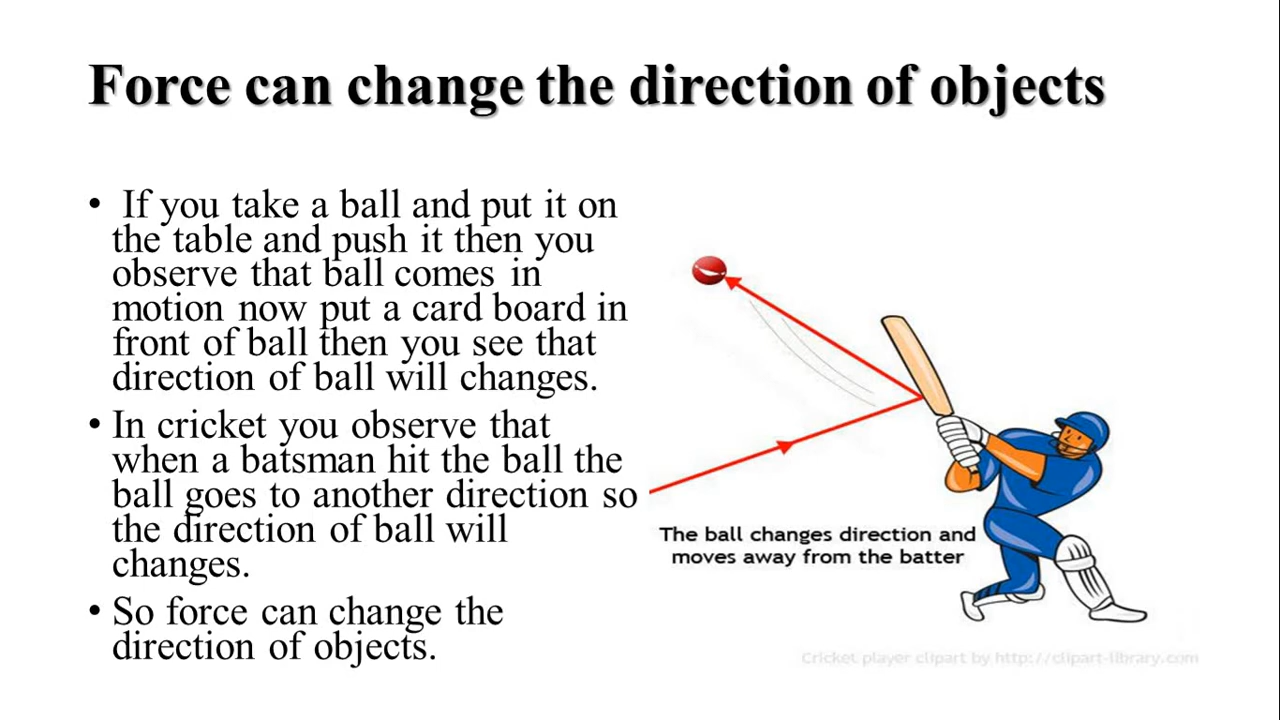 Force can change the direction of objects
• If you take a ball and put it on
the table and push it then you
observe that ball comes in
motion now put a card board in
front of ball then you see that
direction of ball will changes.
• In cricket you observe that
when a batsman hit the ball the
ball goes to another direction so
the direction of ball will
changes.
• So force can change the
direction of objects.
The ball changes direction and
moves away from the batter
Cricket player clipart by http://clipart-library.com